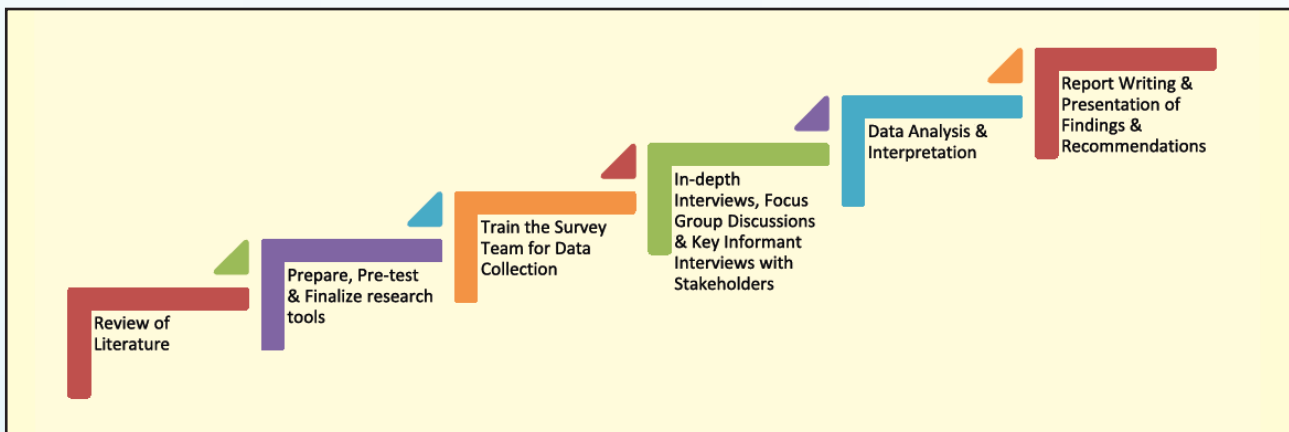 Review of
Literature
Prepare, Pre-test
& Finalize research
tools
Train the Survey
Team for Data
Collection
In-depth
Interviews, Focus
Group Discussions
& Key Informant
Interviews with
Stakeholders
Data Analysis &
Interpretation
Report Writing &
Presentation of
Findings &
Recommendations